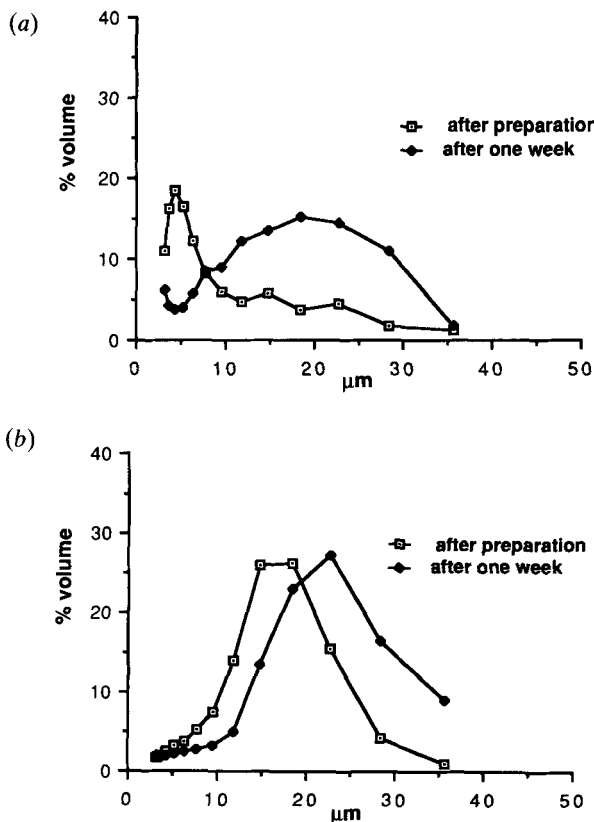 (a)
40
30
20
10
0
% volume
after preparation
after one week
0 10 20 30 40 50
μm
(b)
40
30
20
10
0
% volume
after preparation
after one week
0 10 20 30 40 50
μm